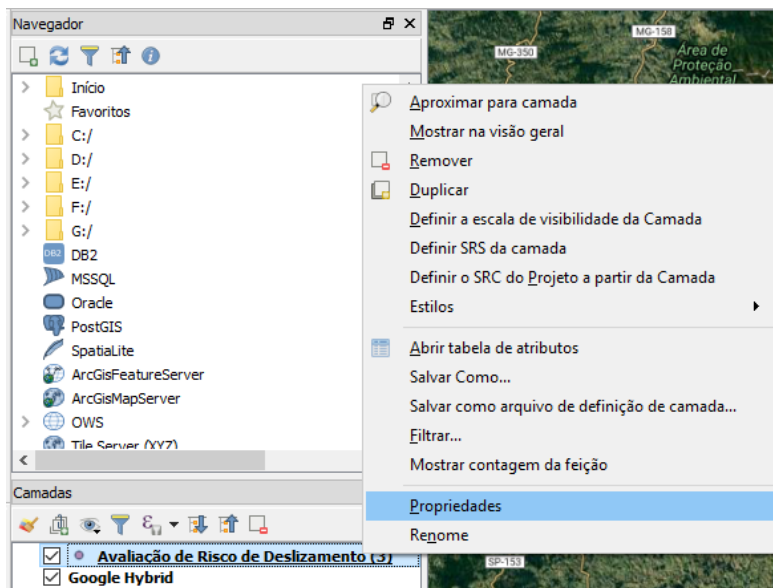 Navegador
Início
Favoritos
C:/
D:/
E:/
F:/
G:/
DB2
DB2
MSSQL
Oracle
PostGIS
SpatiaLite
ArcGisFeatureServer
ArcGisMapServer
OWS
Tile Server (XYZ)
Camadas
Avaliação de Risco de Deslizamento (3)
Google Hybrid
Aproximar para camada
Mostrar na visão geral
Remover
Duplicar
Definir a escala de visibilidade da Camada
Definir SRS da camada
Definir o SRC do Projeto a partir da Camada
Estilos
Abrir tabela de atributos
Salvar Como...
Salvar como arquivo de definição de camada...
Filtrar...
Mostrar contagem da feição
Propriedades
Renome
MG-158
MG-350
Área de
Proteção
Ambiental
SP-153